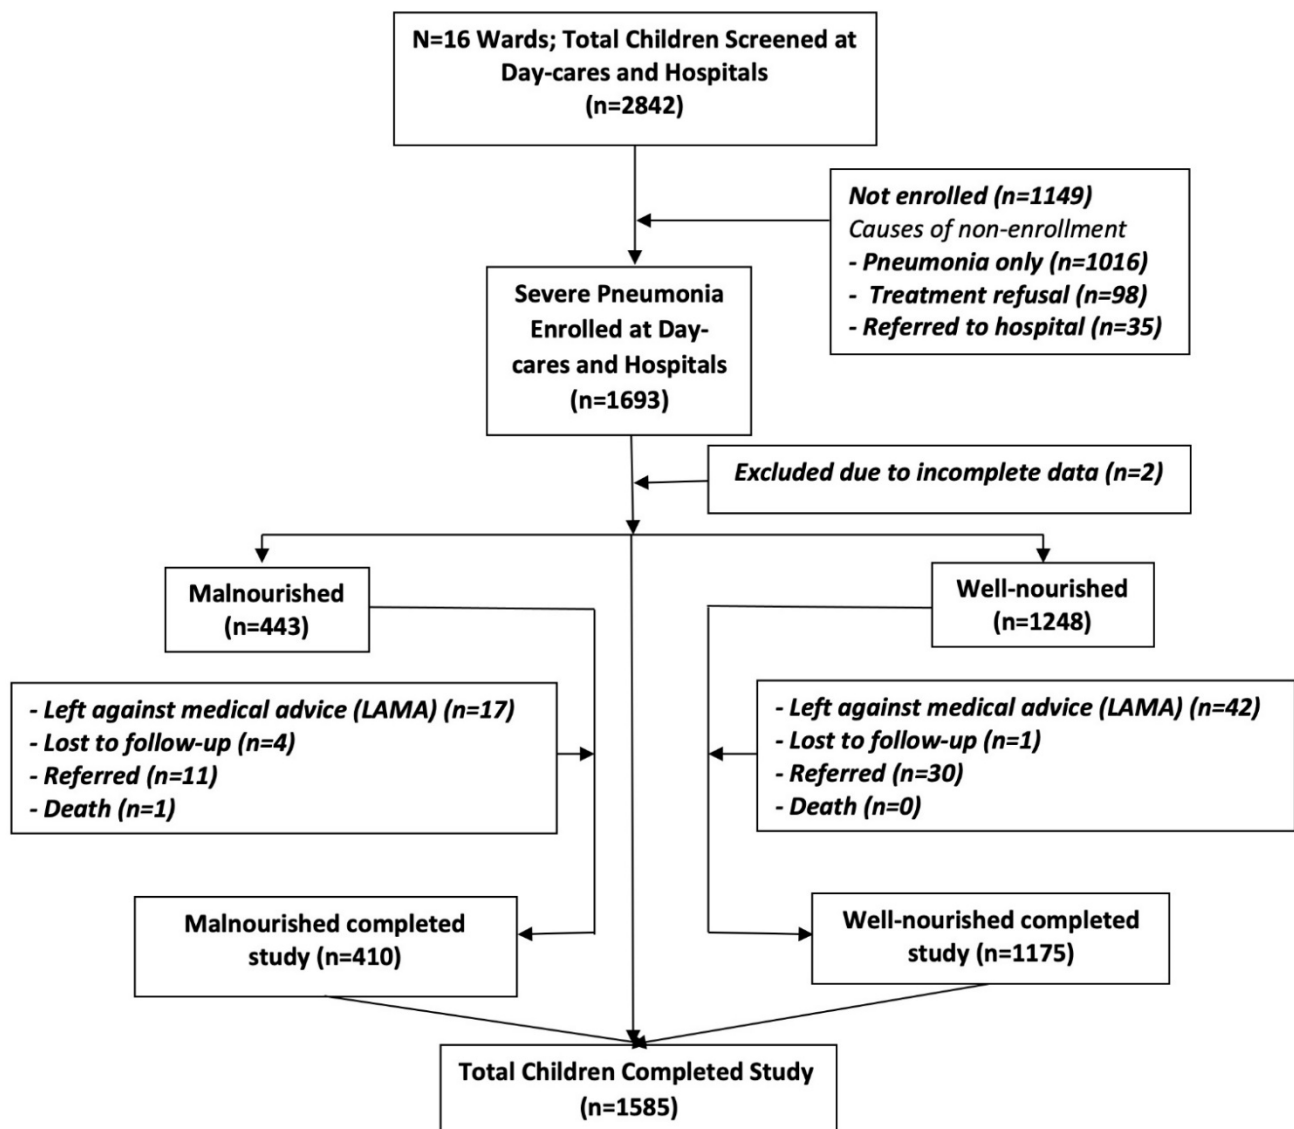 N=16 Wards; Total Children Screened at
Day-cares and Hospitals
(n=2842)
Not enrolled (n=1149)
Causes of non-enrollment
- Pneumonia only (n=1016)
- Treatment refusal (n=98)
- Referred to hospital (n=35)
Severe Pneumonia
Enrolled at Day-
cares and Hospitals
(n=1693)
Excluded due to incomplete data (n=2)
Malnourished
(n=443)
Well-nourished
(n=1248)
- Left against medical advice (LAMA) (n=17)
- Lost to follow-up (n=4)
- Referred (n=11)
- Death (n=1)
- Left against medical advice (LAMA) (n=42)
- Lost to follow-up (n=1)
- Referred (n=30)
- Death (n=0)
Malnourished completed
study (n=410)
Well-nourished completed
study (n=1175)
Total Children Completed Study
(n=1585)